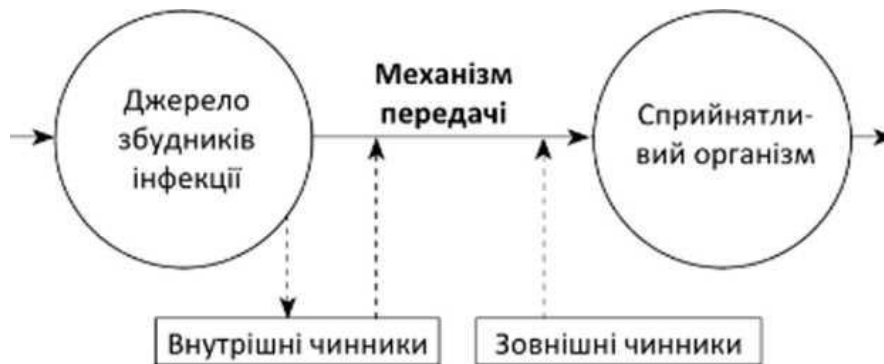 Джерело
збудників
інфекції
Механізм
передачі
Сприйнятли-
вий організм
Внутрішні чинники
Зовнішні чинники